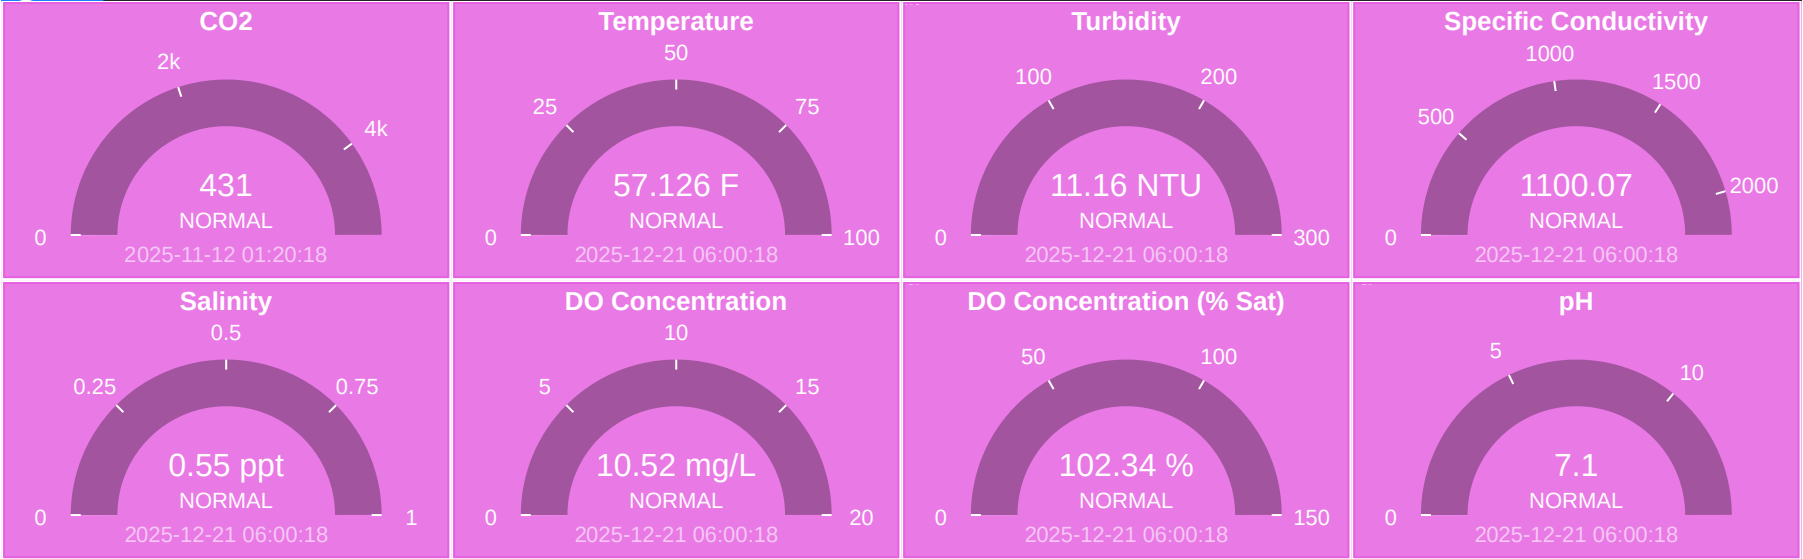 CO2
2k
4k
0
431
NORMAL
2025-11-12 01:20:18
Temperature
50
25
75
0
100
57.126 F
NORMAL
2025-12-21 06:00:18
Turbidity
100
200
0
300
11.16 NTU
NORMAL
2025-12-21 06:00:18
Specific Conductivity
1000
1500
500
2000
0
1100.07
NORMAL
2025-12-21 06:00:18
Salinity
0.5
0.25
0.75
0
1
0.55 ppt
NORMAL
2025-12-21 06:00:18
DO Concentration
10
5
15
0
20
10.52 mg/L
NORMAL
2025-12-21 06:00:18
DO Concentration (% Sat)
50
100
0
150
102.34 %
NORMAL
2025-12-21 06:00:18
pH
5
10
0
7.1
NORMAL
2025-12-21 06:00:18